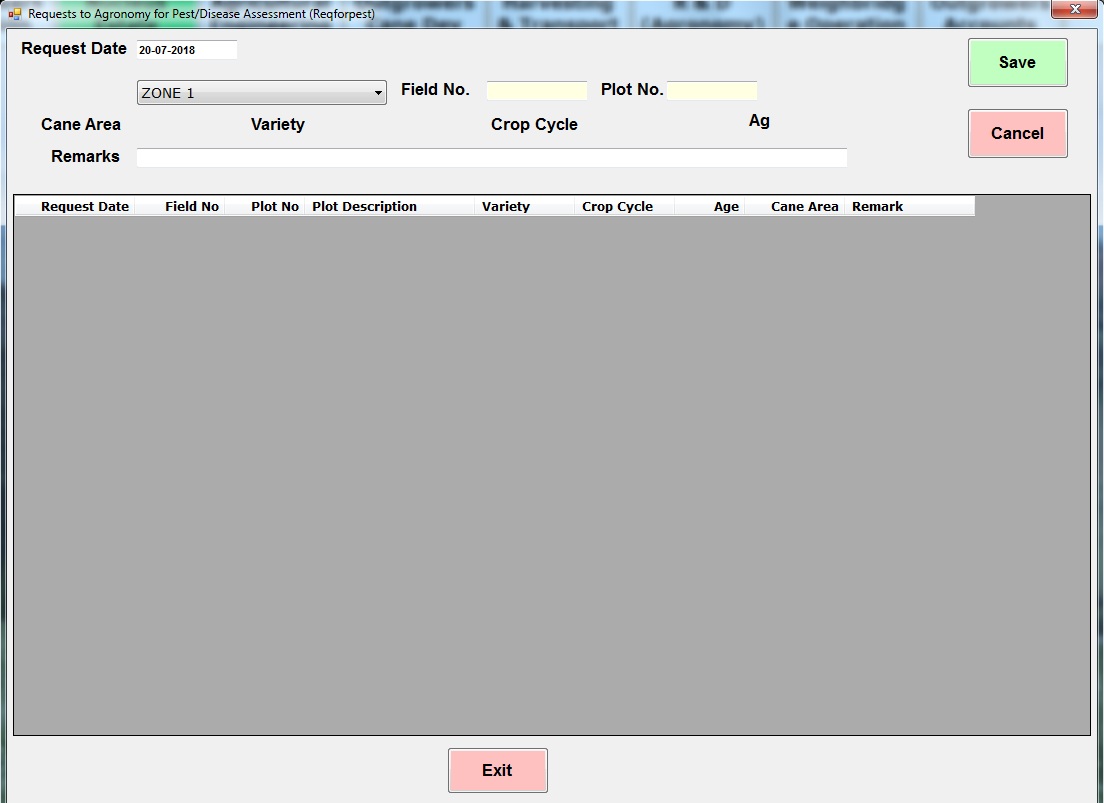 Requests to Agronomy for Pest/Disease Assessment (Reqforpest)
Request Date 20-07-2018
Save
ZONE 1 Field No. Plot No.
Cane Area Variety Crop Cycle Ag
Cancel
Remarks
Request Date Field No Plot No Plot Description Variety Crop Cycle Age Cane Area Remark
Exit